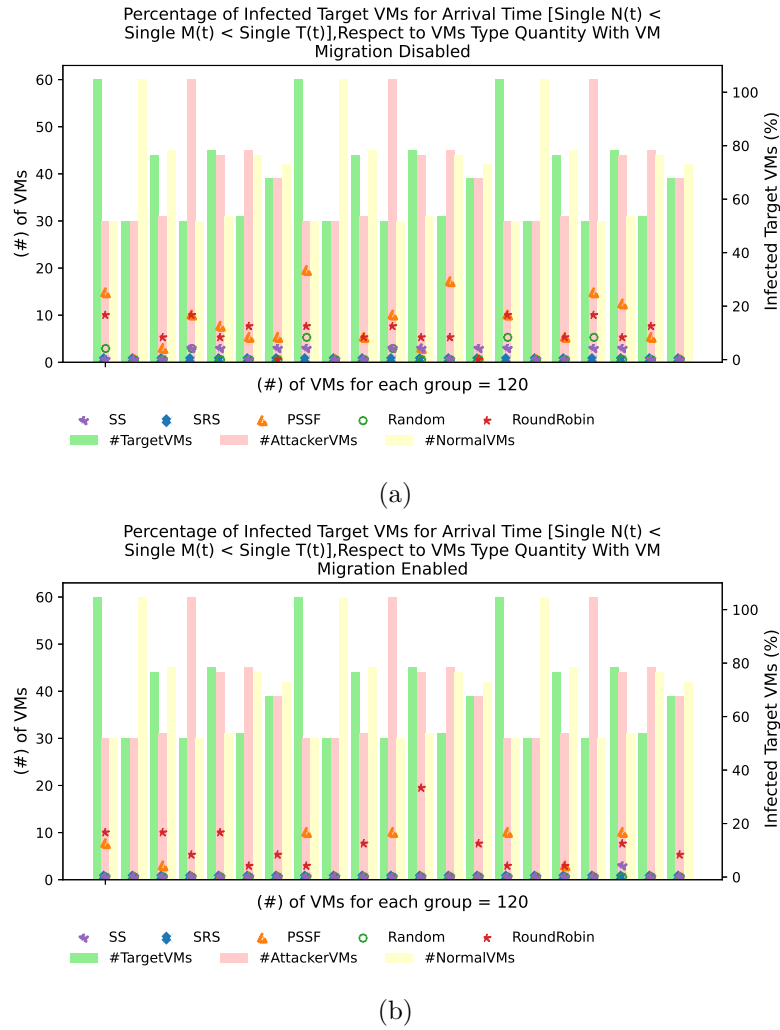 Percentage of Infected Target VMs for Arrival Time [Single N(t) <
Single M(t) < Single T(t)],Respect to VMs Type Quantity With VM
Migration Disabled
60
50
40
30
20
10
0
(#) of VMs
100
80
60
40
20
0
Infected Target VMs (%)
(#) of VMs for each group = 120
SS SRS PSSF Random RoundRobin
#TargetVMs #AttackerVMs #NormalVMs
(a)
Percentage of Infected Target VMs for Arrival Time [Single N(t) <
Single M(t) < Single T(t)],Respect to VMs Type Quantity With VM
Migration Enabled
60
50
40
30
20
10
0
(#) of VMs
100
80
60
40
20
0
Infected Target VMs (%)
(#) of VMs for each group = 120
SS SRS PSSF Random RoundRobin
#TargetVMs #AttackerVMs #NormalVMs
(b)